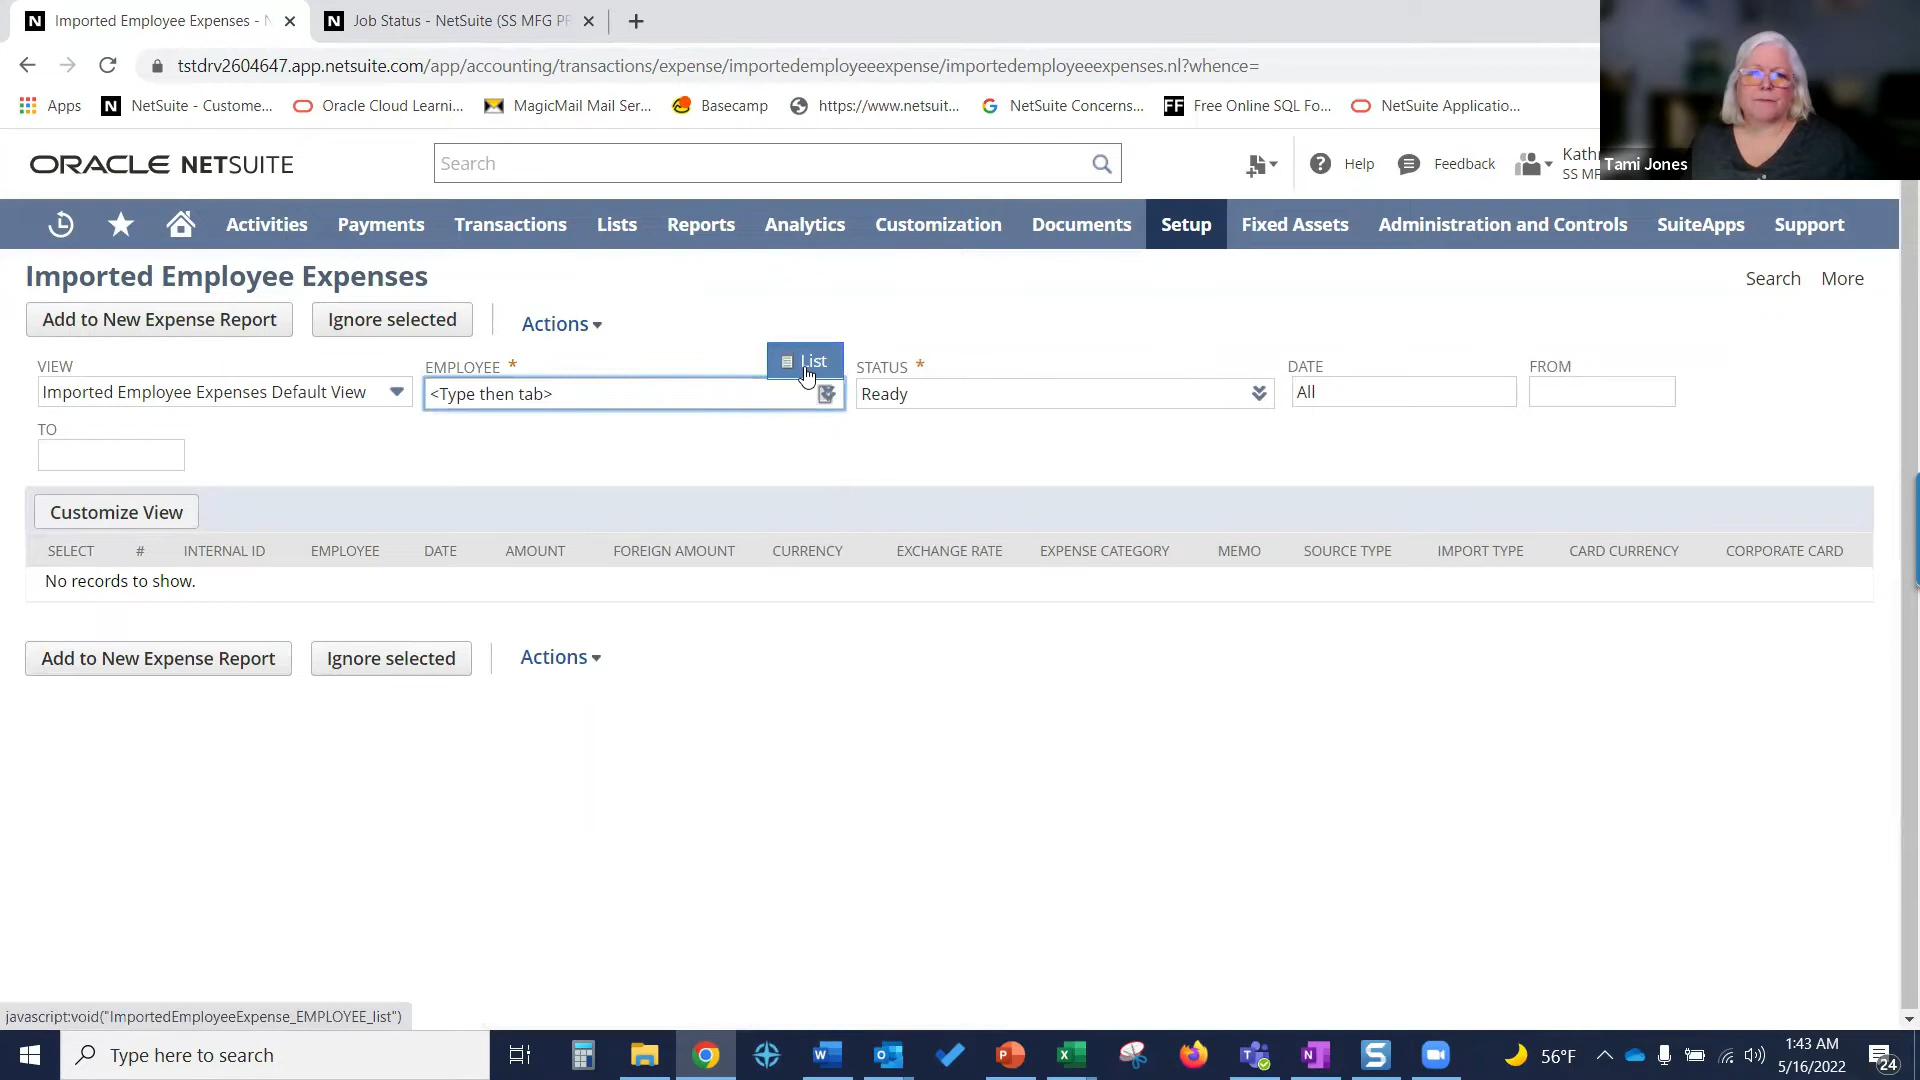 Imported Employee Expenses - N
Job Status - NetSuite (SS MFG PR
tstdrv2604647.app.netsuite.com/app/accounting/transactions/expense/importedemployeeexpense/importedemployeeexpenses.nl?whence=
Apps
NetSuite - Custome...
Oracle Cloud Learni...
MagicMail Mail Ser...
Basecamp
https://www.netsuit...
NetSuite Concerns...
FF Free Online SQL Fo...
NetSuite Applicatio...
ORACLE NETSUITE
Search
Help
Feedback
Kath
SS MF
Tami Jones
Activities Payments Transactions Lists Reports Analytics Customization Documents Setup Fixed Assets Administration and Controls SuiteApps Support
Imported Employee Expenses
Search More
Add to New Expense Report Ignore selected Actions
VIEW
Imported Employee Expenses Default View
EMPLOYEE *
<Type then tab>
List
STATUS *
Ready
DATE
All
FROM
TO
Customize View
SELECT # INTERNAL ID EMPLOYEE DATE AMOUNT FOREIGN AMOUNT CURRENCY EXCHANGE RATE EXPENSE CATEGORY MEMO SOURCE TYPE IMPORT TYPE CARD CURRENCY CORPORATE CARD
No records to show.
Add to New Expense Report Ignore selected Actions
javascript:void("ImportedEmployeeExpense_EMPLOYEE_list")
Type here to search
56°F
1:43 AM
5/16/2022
24